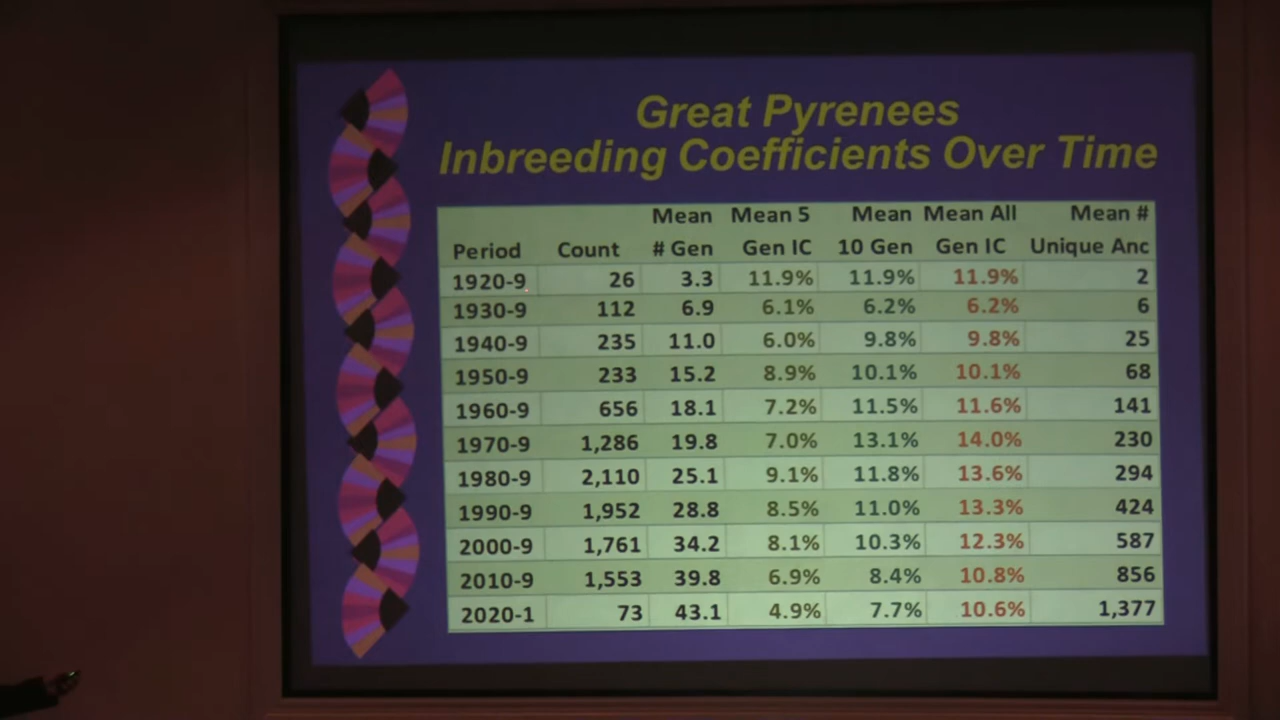 Great Pyrenees
Inbreeding Coefficients Over Time
Mean Mean 5 Mean Mean All Mean #
Period Count # Gen Gen IC 10 Gen Gen IC Unique Anc
1920-9 26 3.3 11.9% 11.9% 11.9% 2
1930-9 112 6.9 6.1% 6.2% 6.2% 6
1940-9 235 11.0 6.0% 9.8% 9.8% 25
1950-9 233 15.2 8.9% 10.1% 10.1% 68
1960-9 656 18.1 7.2% 11.5% 11.6% 141
1970-9 1,286 19.8 7.0% 13.1% 14.0% 230
1980-9 2,110 25.1 9.1% 11.8% 13.6% 294
1990-9 1,952 28.8 8.5% 11.0% 13.3% 424
2000-9 1,761 34.2 8.1% 10.3% 12.3% 587
2010-9 1,553 39.8 6.9% 8.4% 10.8% 856
2020-1 73 43.1 4.9% 7.7% 10.6% 1,377